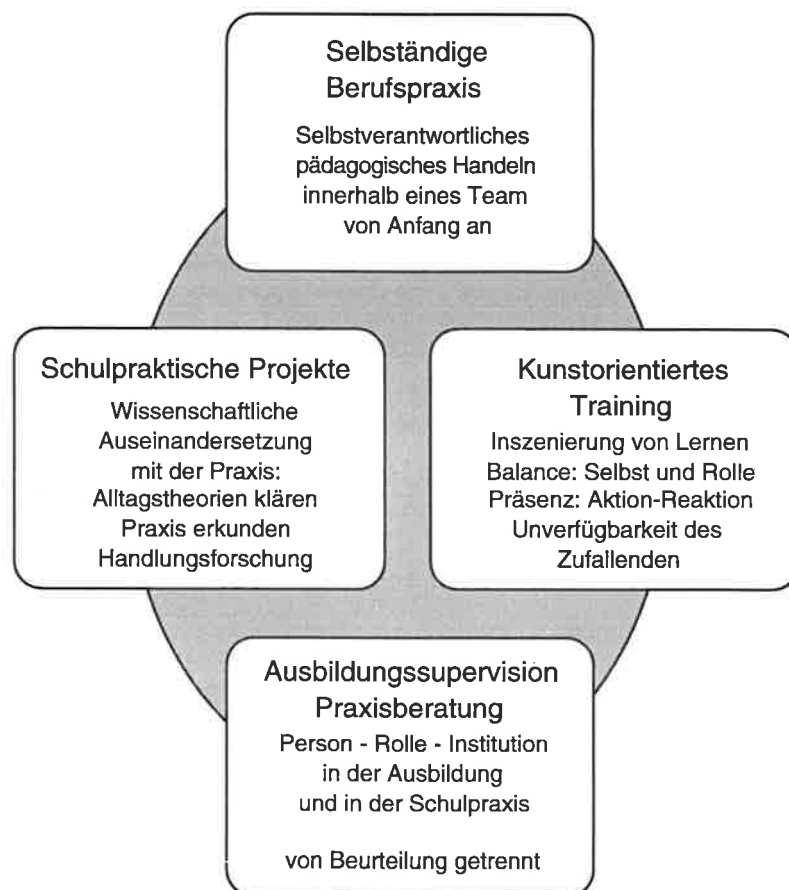 Selbständige
Berufspraxis
Selbstverantwortliches
pädagogisches Handeln
innerhalb eines Team
von Anfang an
Schulpraktische Projekte
Wissenschaftliche
Auseinandersetzung
mit der Praxis:
Alltagstheorien klären
Praxis erkunden
Handlungsforschung
Kunstorientiertes
Training
Inszenierung von Lernen
Balance: Selbst und Rolle
Präsenz: Aktion-Reaktion
Unverfügbarkeit des
Zufallenden
Ausbildungssupervision
Praxisberatung
Person - Rolle - Institution
in der Ausbildung
und in der Schulpraxis
von Beurteilung getrennt